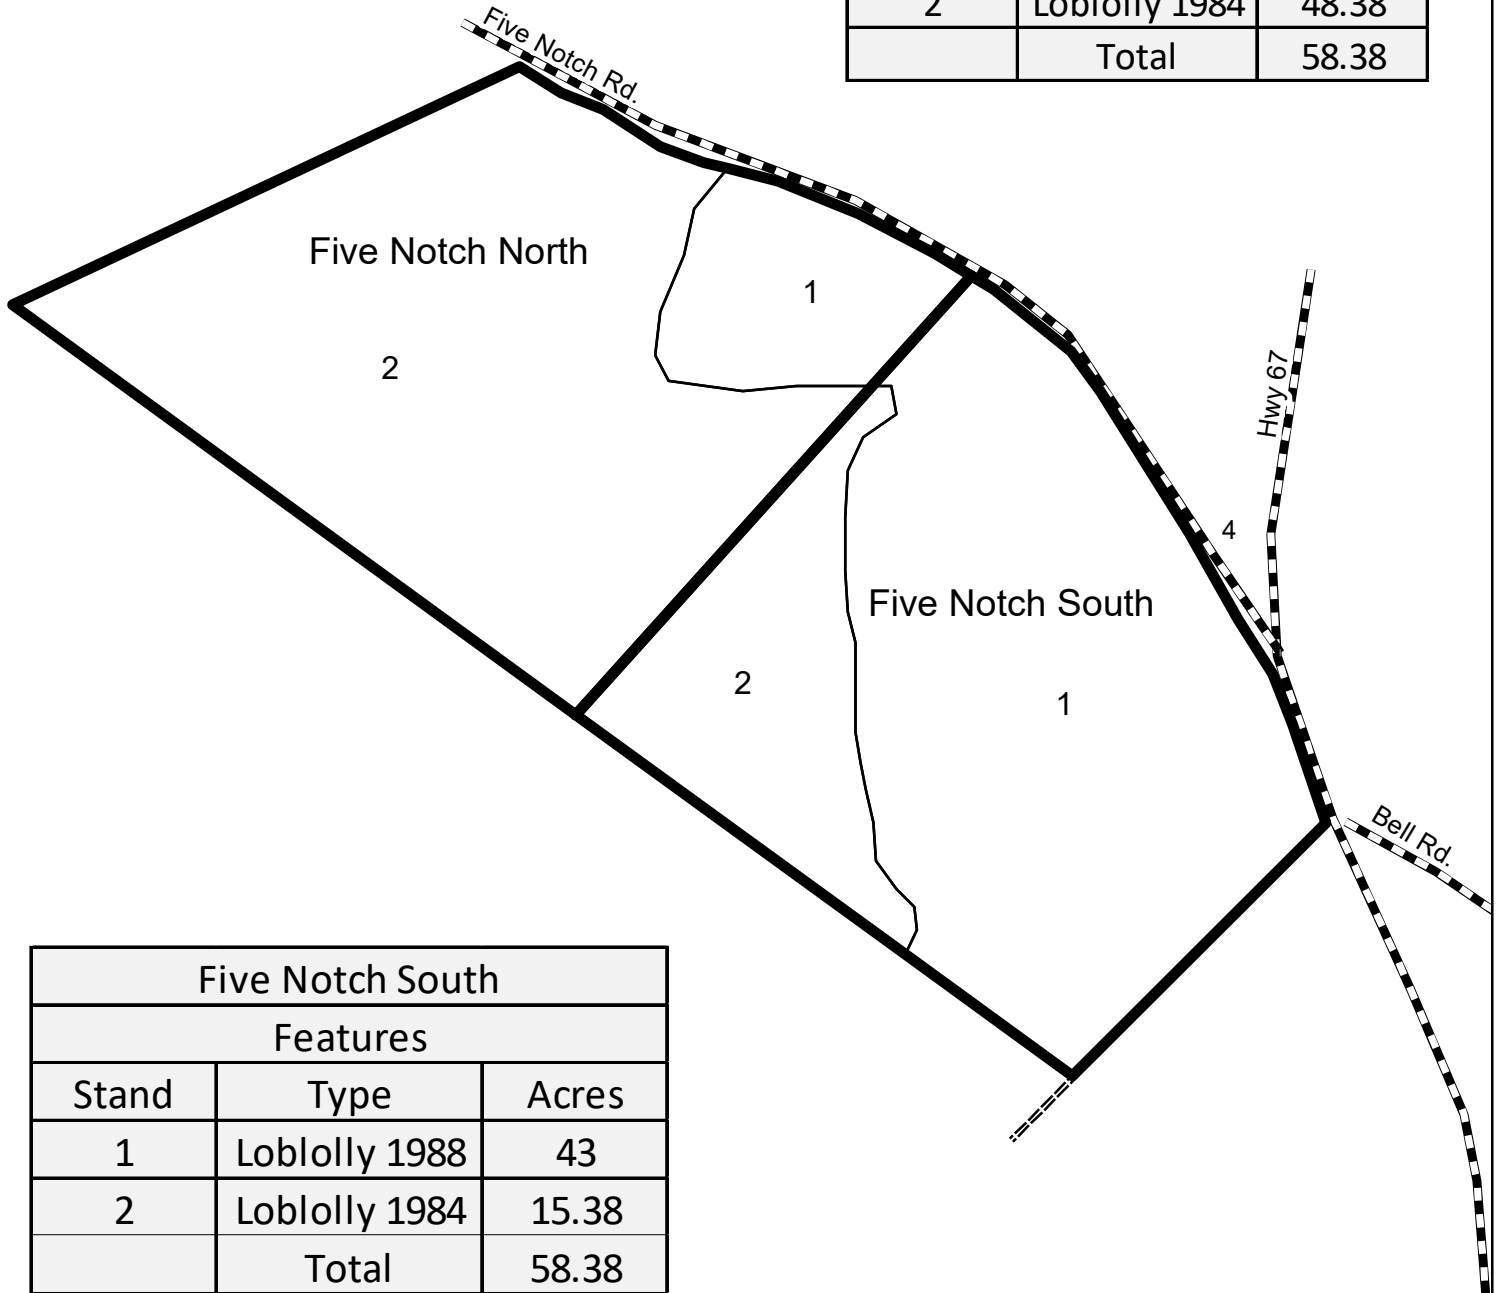 2 Loblolly 1984 48.38
Total 58.38
Five Notch Rd.
Five Notch North
1
2
Hwy 67
4
Five Notch South
2
1
Bell Rd.
Five Notch South
Features
Stand Type Acres
1 Loblolly 1988 43
2 Loblolly 1984 15.38
Total 58.38